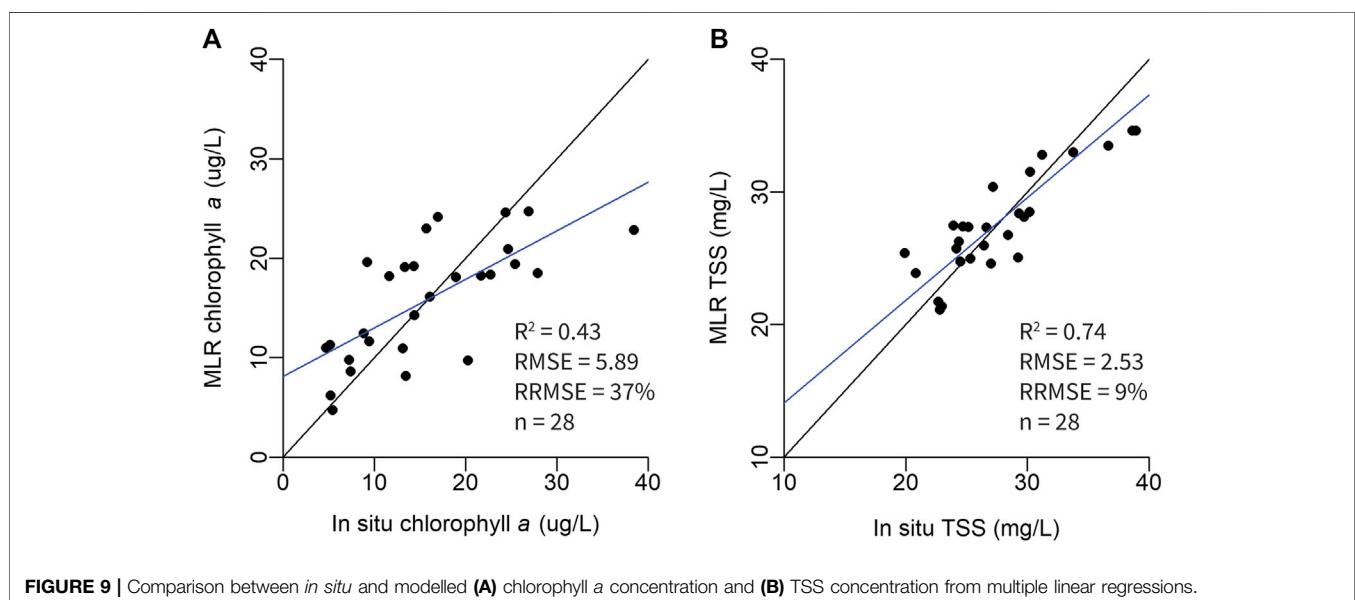 A
B
40
30
20
10
0
MLR chlorophyll a (ug/L)
R² = 0.43
RMSE = 5.89
RRMSE = 37%
n = 28
0 10 20 30 40
In situ chlorophyll a (ug/L)
40
30
20
10
MLR TSS (mg/L)
R² = 0.74
RMSE = 2.53
RRMSE = 9%
n = 28
10 20 30 40
In situ TSS (mg/L)
FIGURE 9 | Comparison between in situ and modelled (A) chlorophyll a concentration and (B) TSS concentration from multiple linear regressions.